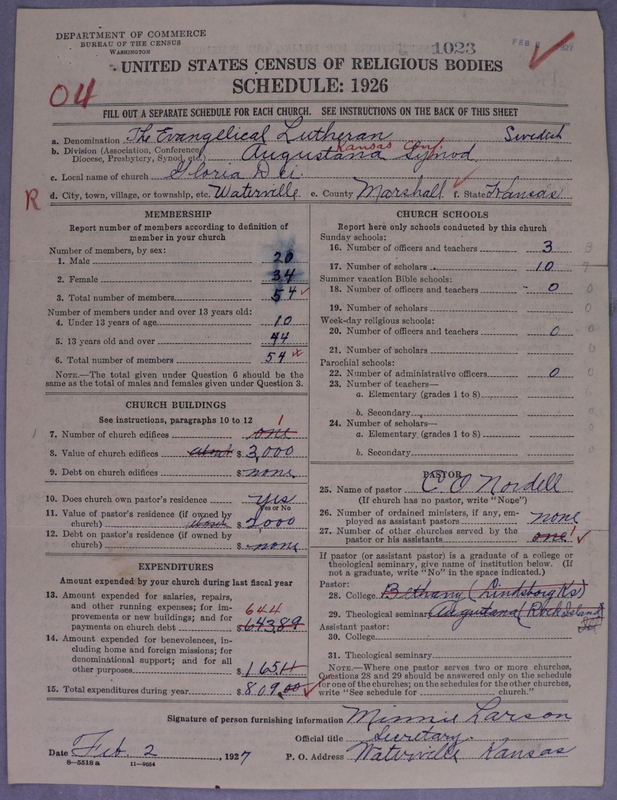 DEPARTMENT OF COMMERCE
BUREAU OF THE CENSUS
WASHINGTON
1023
FEB
UNITED STATES CENSUS OF RELIGIOUS BODIES
SCHEDULE: 1926
04
FILL OUT A SEPARATE SCHEDULE FOR EACH CHURCH. SEE INSTRUCTIONS ON THE BACK OF THIS SHEET
a. Denomination The Evangelical Lutheran Swedish
b. Division (Association, Conference, Kansas Conf.
Diocese, Presbytery, Synod, etc.) Augustana Synod
c. Local name of church Gloria Dei
R d. City, town, village, or township, etc. Waterville e. County Marshall f. State Kansas
MEMBERSHIP
Report number of members according to definition of
member in your church
Number of members, by sex:
1. Male 20
2. Female 34
3. Total number of members 54
Number of members under and over 13 years old:
4. Under 13 years of age 10
5. 13 years old and over 44
6. Total number of members 54
NOTE.—The total given under Question 6 should be the
same as the total of males and females given under Question 3.
CHURCH BUILDINGS
See instructions, paragraphs 10 to 12
7. Number of church edifices one 1
8. Value of church edifices about $ 3,000
9. Debt on church edifices $ none
10. Does church own pastor's residence yes
Yes or No
11. Value of pastor's residence (if owned by
church) about $ 2,000
12. Debt on pastor's residence (if owned by
church) $ none
EXPENDITURES
Amount expended by your church during last fiscal year
13. Amount expended for salaries, repairs,
and other running expenses; for im-
provements or new buildings; and for 644
payments on church debt $ 643.89
14. Amount expended for benevolences, in-
cluding home and foreign missions; for
denominational support; and for all
other purposes $ 165.11
15. Total expenditures during year $ 809.00
CHURCH SCHOOLS
Report here only schools conducted by this church
Sunday schools:
16. Number of officers and teachers 3 3
17. Number of scholars 10
Summer vacation Bible schools:
18. Number of officers and teachers 0 0
19. Number of scholars 0
Week-day religious schools:
20. Number of officers and teachers 0 0
21. Number of scholars 0
Parochial schools:
22. Number of administrative officers 0
23. Number of teachers—
a. Elementary (grades 1 to 8)
b. Secondary
24. Number of scholars—
a. Elementary (grades 1 to 8)
b. Secondary
PASTOR
25. Name of pastor C. O. Nordell
(If church has no pastor, write "None")
26. Number of ordained ministers, if any, em-
ployed as assistant pastors none
27. Number of other churches served by the
pastor or his assistants one 1
If pastor (or assistant pastor) is a graduate of a college or
theological seminary, give name of institution below. (If
not a graduate, write "No" in the space indicated.)
Pastor:
28. College Bethany (Lindsborg Ks)
29. Theological seminary Augustana (Rock Island
Assistant pastor:
30. College
31. Theological seminary
NOTE.—Where one pastor serves two or more churches,
Questions 28 and 29 should be answered only on the schedule
for one of the churches; on the schedules for the other churches,
write "See schedule for church."
Signature of person furnishing information Minnie Larson
Official title Secretary
Date Feb. 2, 1927 P. O. Address Waterville Kansas
8—5518 a 11—9054